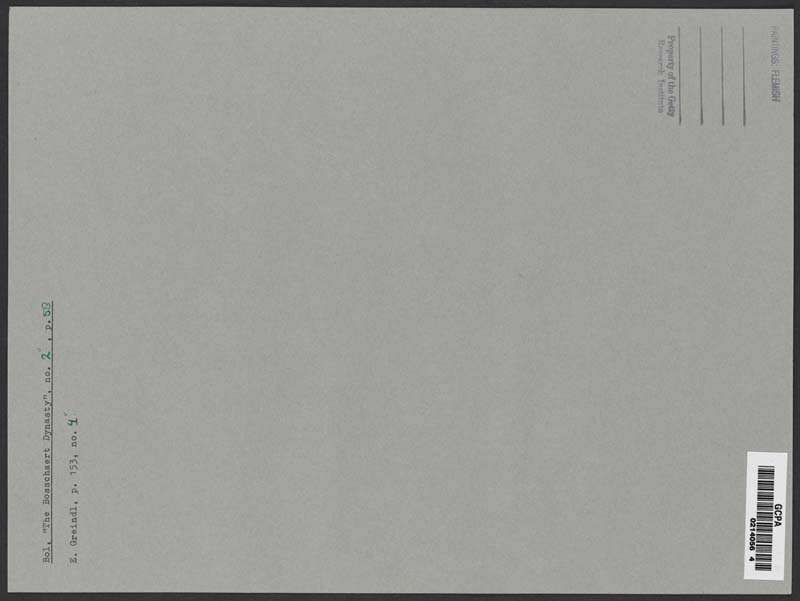 PAINTINGS: FLEMISH
Property of the Getty
Research Institute
Bol, "The Bosschaert Dynasty", no. 2, p. 58
E. Greindl, p. 153, no. 4
GCPA
0214056 4